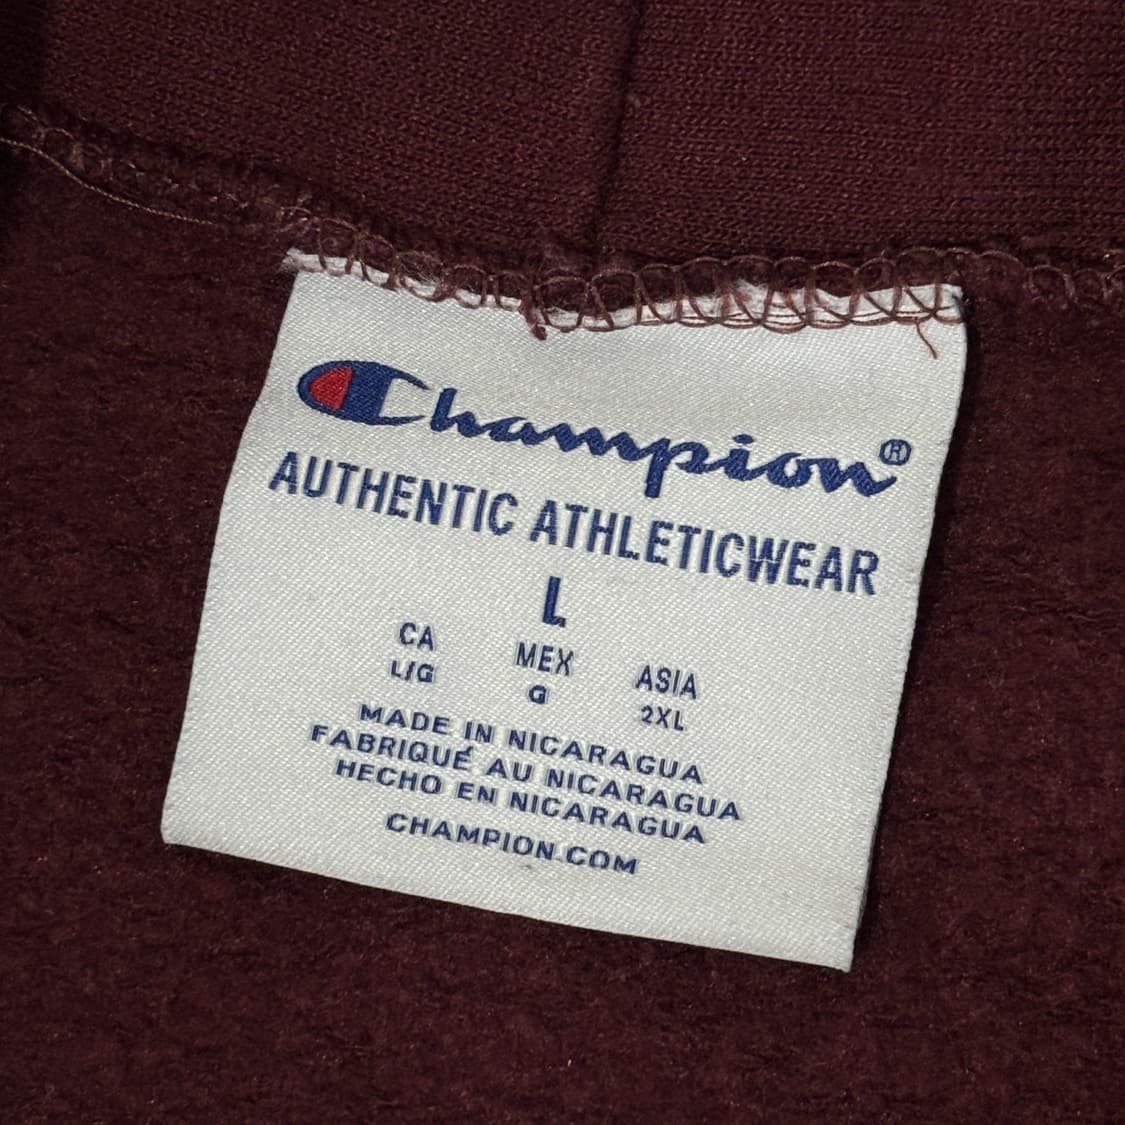 Champion®
AUTHENTIC ATHLETICWEAR
L
CA MEX ASIA
L/G G 2XL
MADE IN NICARAGUA
FABRIQUÉ AU NICARAGUA
HECHO EN NICARAGUA
CHAMPION.COM